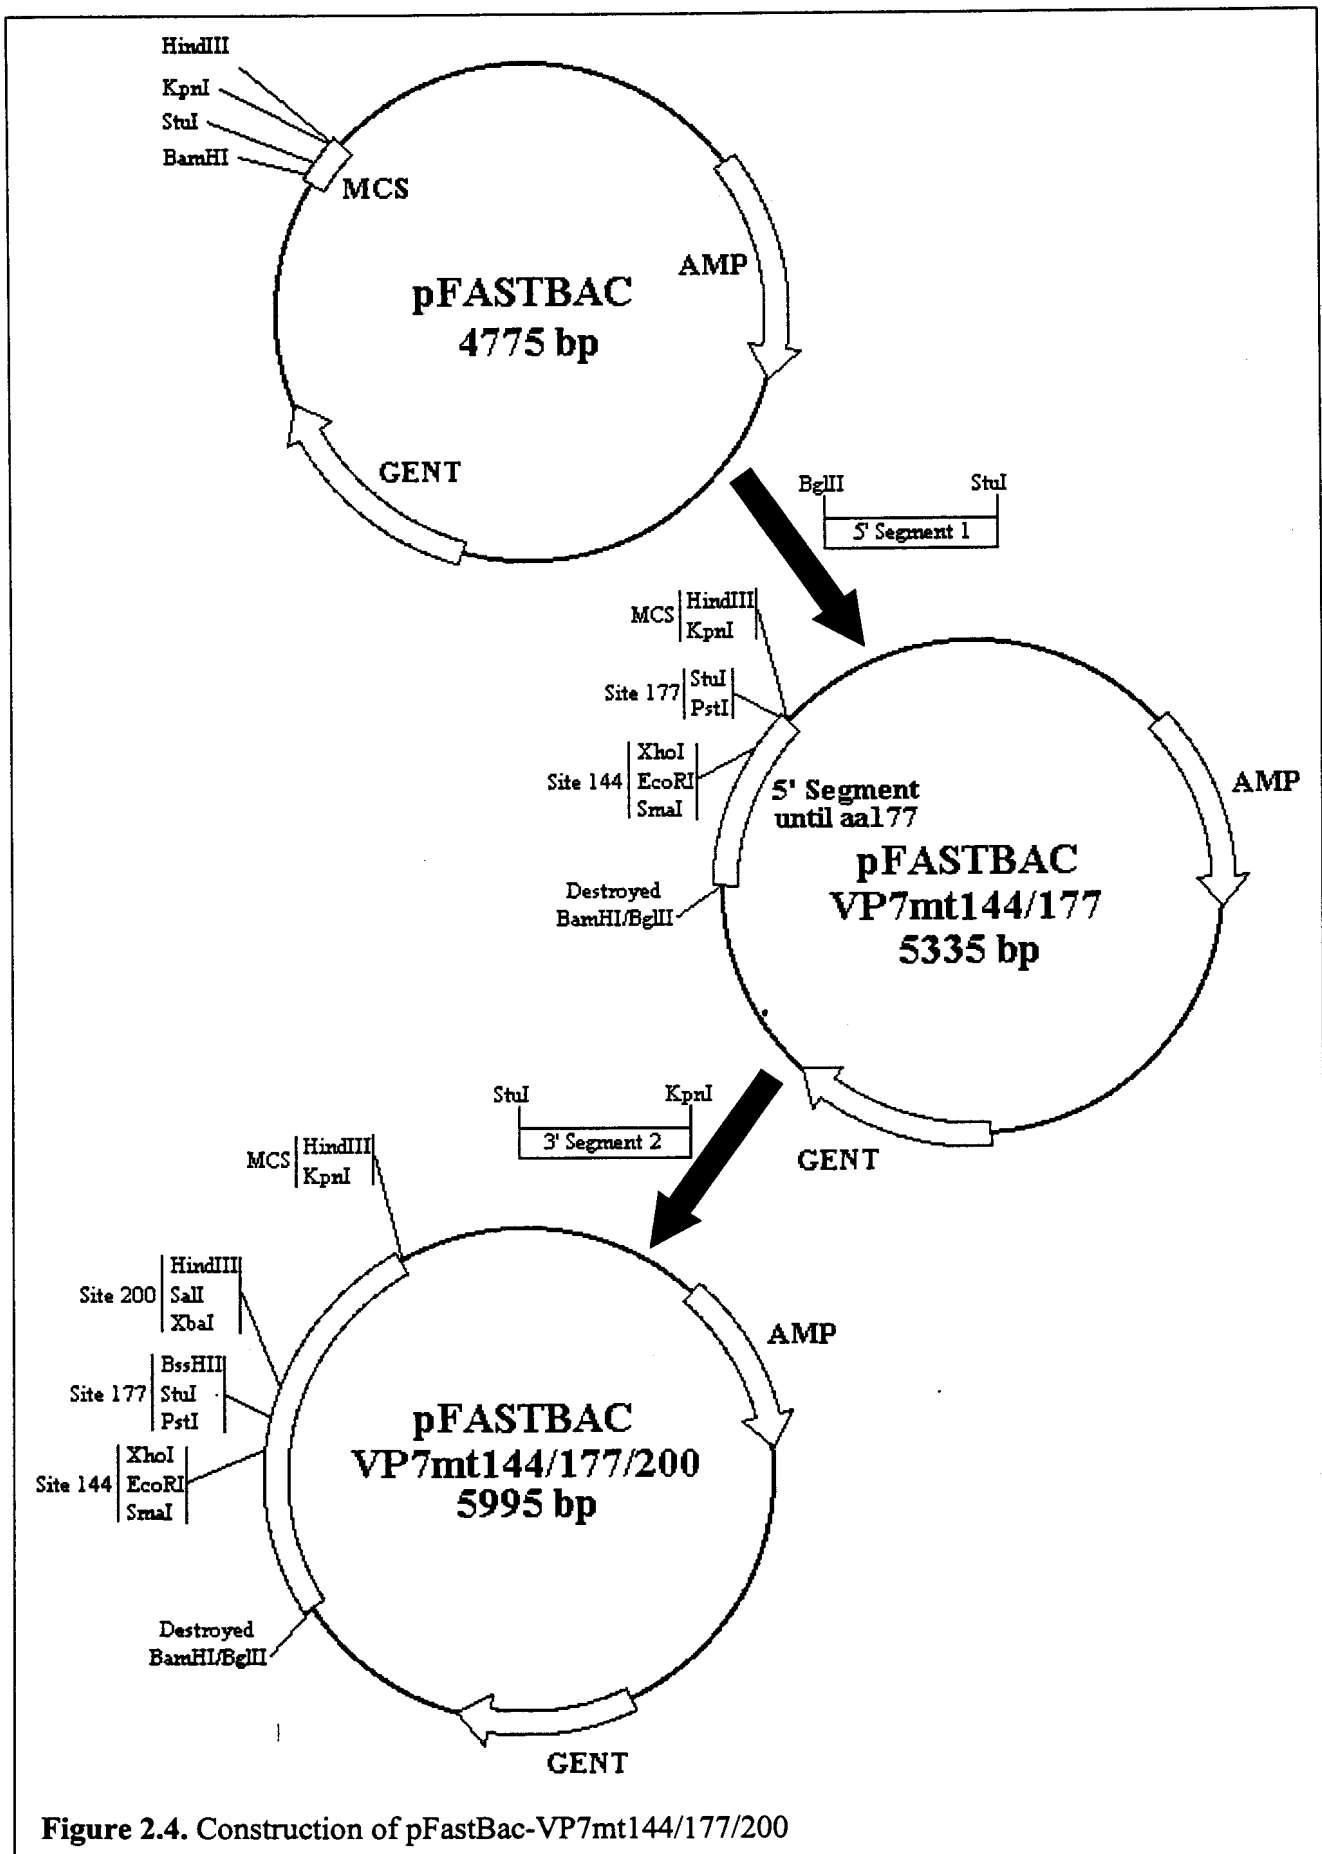 HindIII
KpnI
StuI
BamHI
MCS
AMP
pFASTBAC
4775 bp
GENT
BglII
StuI
5' Segment 1
MCS
HindIII
KpnI
Site 177
StuI
PstI
Site 144
XhoI
EcoRI
SmaI
5' Segment
until aa177
AMP
pFASTBAC
VP7mt144/177
5335 bp
Destroyed
BamHI/BglII
GENT
StuI
KpnI
3' Segment 2
MCS
HindIII
KpnI
Site 200
HindIII
SalI
XbaI
AMP
Site 177
BssHII
StuI
PstI
Site 144
XhoI
EcoRI
SmaI
pFASTBAC
VP7mt144/177/200
5995 bp
Destroyed
BamHI/BglII
GENT
Figure 2.4. Construction of pFastBac-VP7mt144/177/200